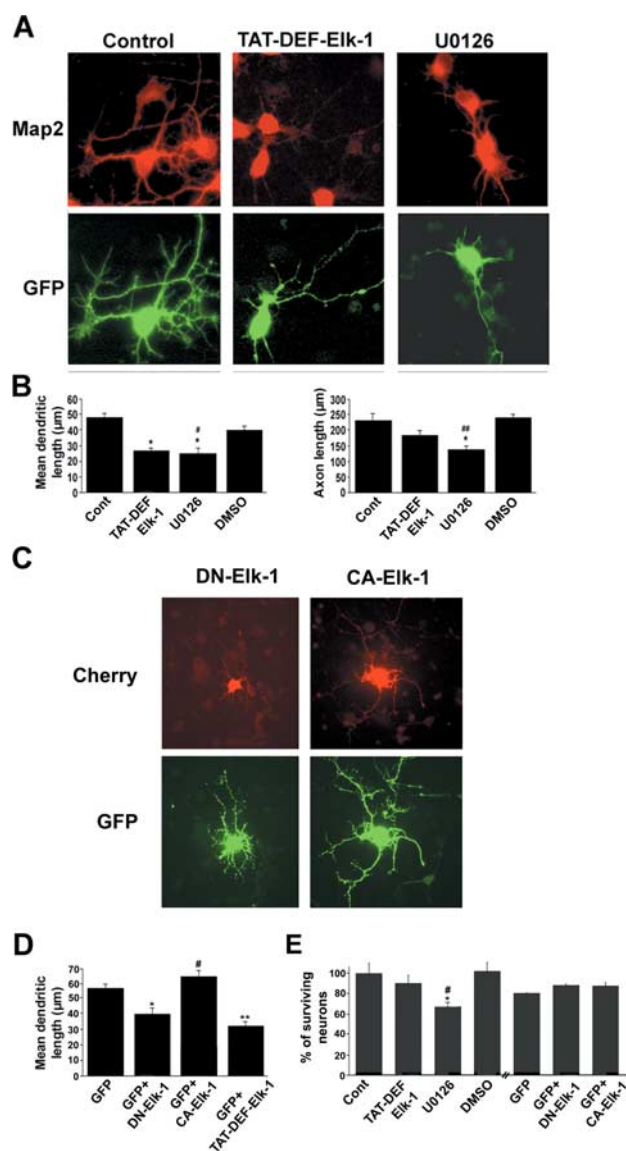 A
Control TAT-DEF-Elk-1 U0126
Map2
GFP
B
Mean dendritic
length (µm)
60
50
40
30
20
10
0
*
#
*
Cont
TAT-DEF
Elk-1
U0126
DMSO
Axon length (µm)
350
300
250
200
150
100
50
0
##
*
Cont
TAT-DEF
Elk-1
U0126
DMSO
C
DN-Elk-1 CA-Elk-1
Cherry
GFP
D
Mean dendritic
length (µm)
70
60
50
40
30
20
10
0
*
#
**
GFP
GFP+
DN-Elk-1
GFP+
CA-Elk-1
GFP+
TAT-DEF-Elk-1
E
% of surviving
neurons
100
80
60
40
20
0
#
*
Cont
TAT-DEF
Elk-1
U0126
DMSO
GFP
GFP+
DN-Elk-1
GFP+
CA-Elk-1